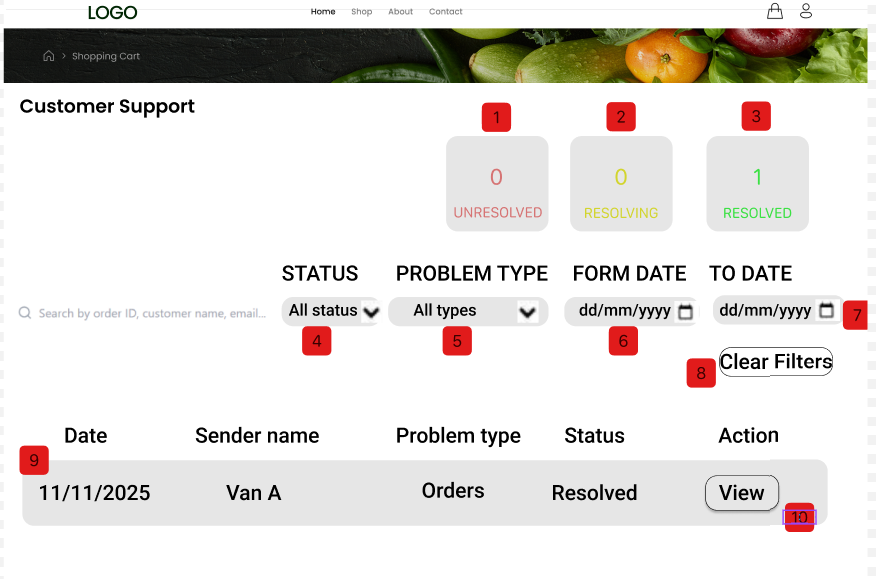 LOGO Home Shop About Contact
> Shopping Cart
Customer Support
1 2 3
0 0 1
UNRESOLVED RESOLVING RESOLVED
STATUS PROBLEM TYPE FORM DATE TO DATE
Search by order ID, customer name, email... All status All types dd/mm/yyyy dd/mm/yyyy
4 5 6 7
8 Clear Filters
Date Sender name Problem type Status Action
9
11/11/2025 Van A Orders Resolved View
10